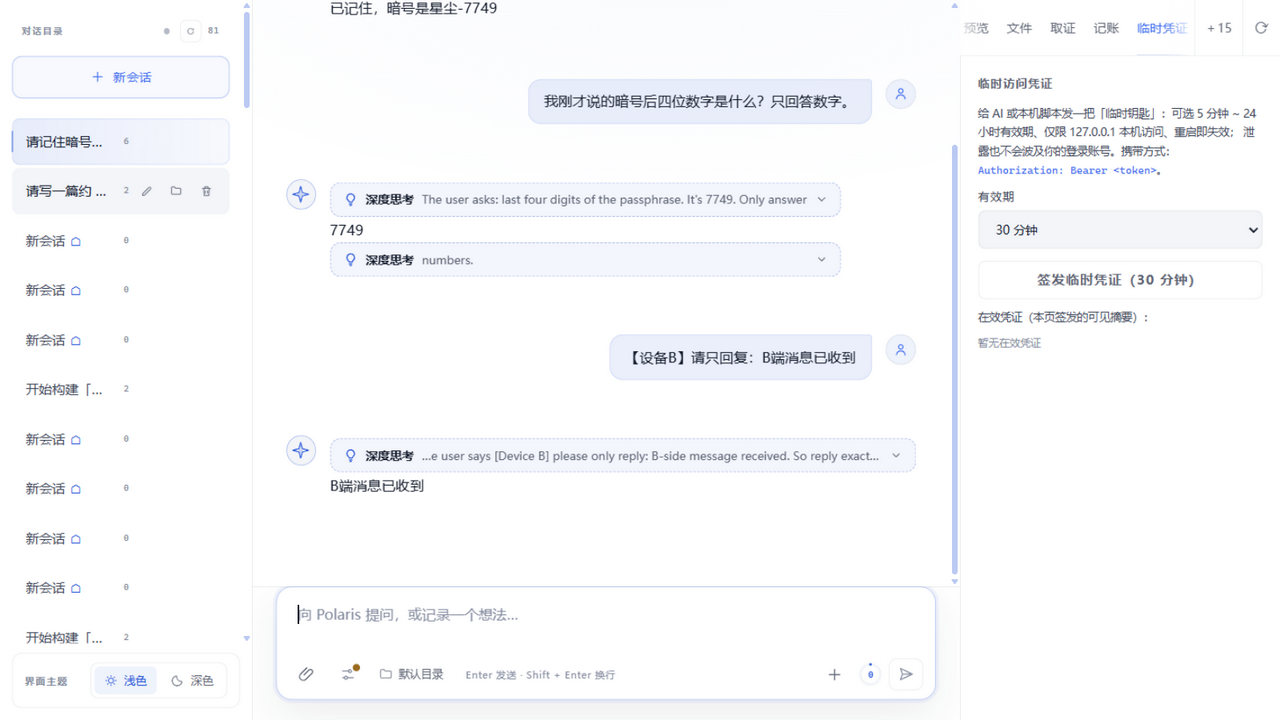 对话目录
81
新会话
请记住暗号...
6
请写一篇约 ...
2
新会话
0
新会话
0
新会话
0
开始构建「...
2
新会话
0
新会话
0
新会话
0
新会话
0
开始构建「...
2
界面主题
浅色
深色
已记住，暗号是星尘-7749
我刚才说的暗号后四位数字是什么？只回答数字。
深度思考 The user asks: last four digits of the passphrase. It's 7749. Only answer
7749
深度思考 numbers.
【设备B】请只回复：B端消息已收到
深度思考 ...e user says [Device B] please only reply: B-side message received. So reply exact...
B端消息已收到
向 Polaris 提问，或记录一个想法...
默认目录
Enter 发送 · Shift + Enter 换行
0
预览 文件 取证 记账 临时凭证 +15
临时访问凭证
给 AI 或本机脚本发一把「临时钥匙」：可选 5 分钟 ~ 24
小时有效期、仅限 127.0.0.1 本机访问、重启即失效； 泄
露也不会波及你的登录账号。携带方式：
Authorization: Bearer <token>。
有效期
30 分钟
签发临时凭证（30 分钟）
在效凭证（本页签发的可见摘要）：
暂无在效凭证